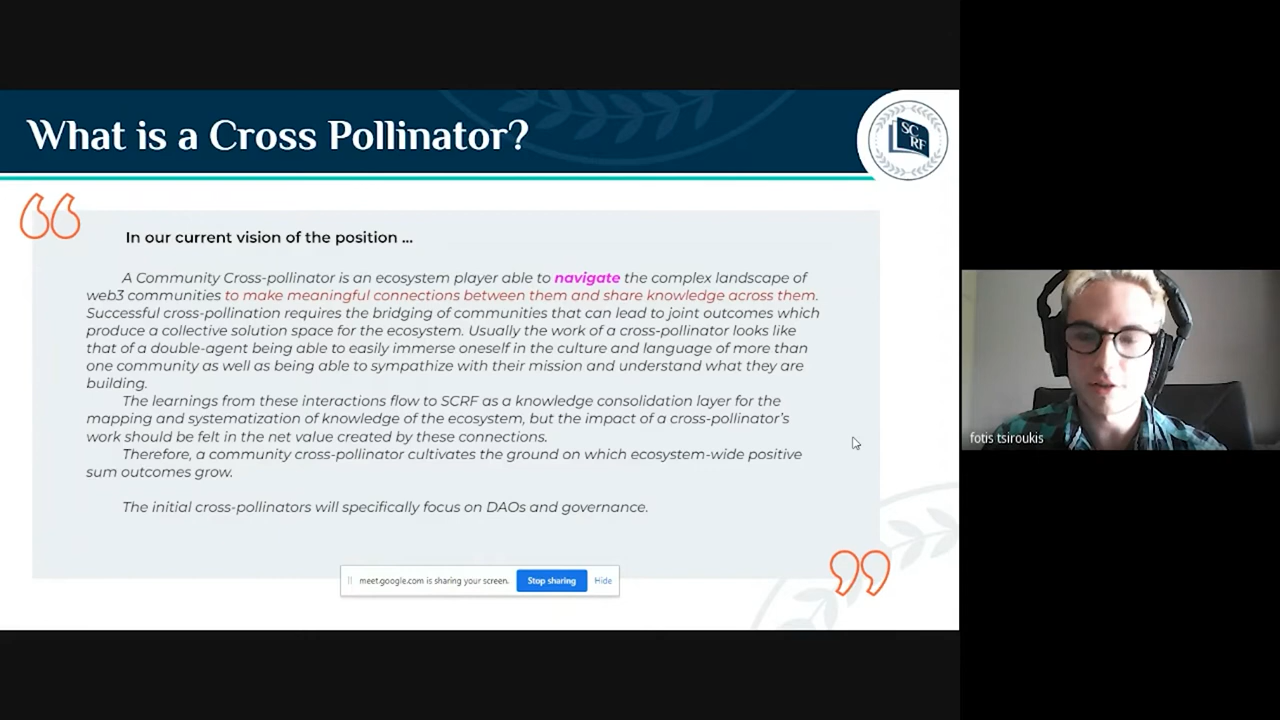 What is a Cross Pollinator?
SC
RF
In our current vision of the position ...
A Community Cross-pollinator is an ecosystem player able to navigate the complex landscape of
web3 communities to make meaningful connections between them and share knowledge across them.
Successful cross-pollination requires the bridging of communities that can lead to joint outcomes which
produce a collective solution space for the ecosystem. Usually the work of a cross-pollinator looks like
that of a double-agent being able to easily immerse oneself in the culture and language of more than
one community as well as being able to sympathize with their mission and understand what they are
building.
The learnings from these interactions flow to SCRF as a knowledge consolidation layer for the
mapping and systematization of knowledge of the ecosystem, but the impact of a cross-pollinator's
work should be felt in the net value created by these connections.
Therefore, a community cross-pollinator cultivates the ground on which ecosystem-wide positive
sum outcomes grow.
The initial cross-pollinators will specifically focus on DAOs and governance.
meet.google.com is sharing your screen. Stop sharing Hide
fotis tsiroukis